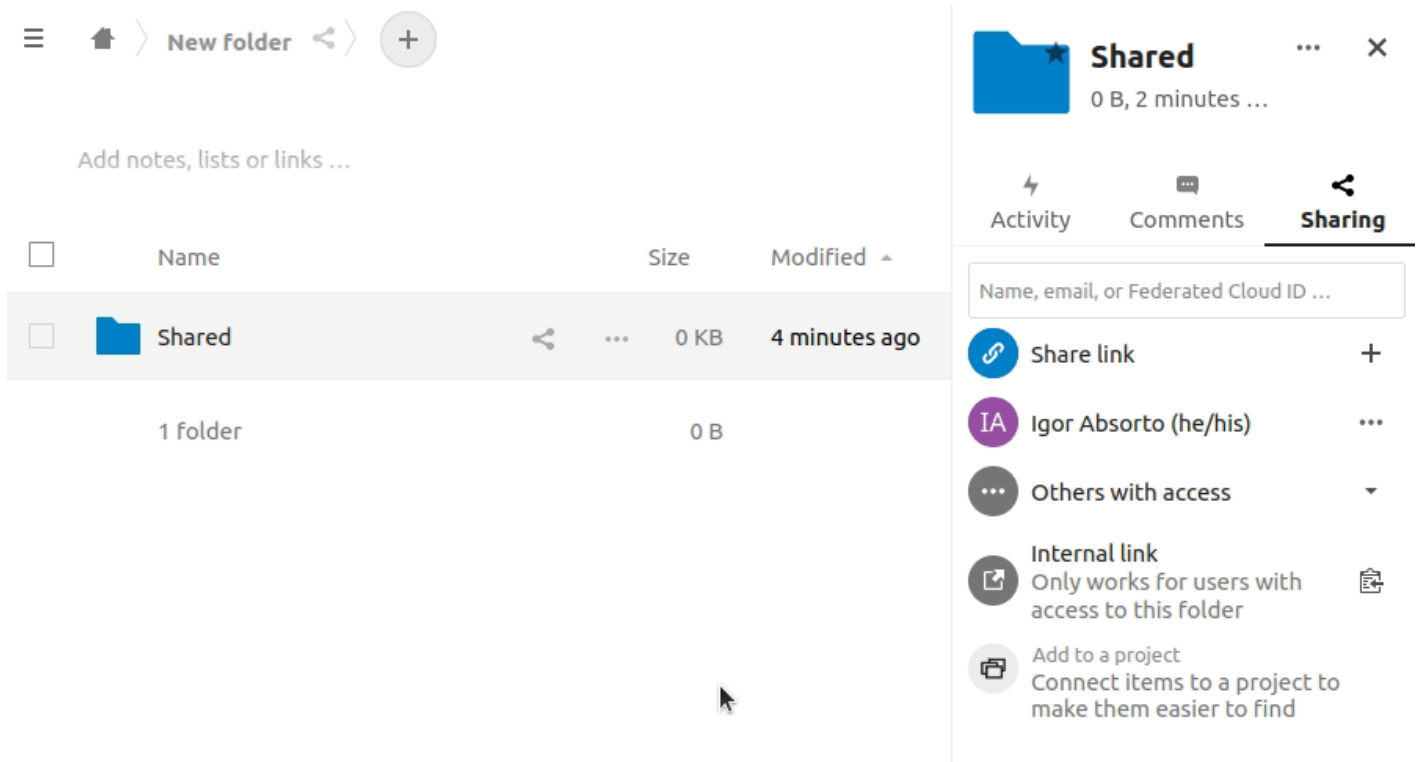 New folder
Add notes, lists or links ...
Name Size Modified
Shared 0 KB 4 minutes ago
1 folder 0 B
Shared
0 B, 2 minutes ...
Activity Comments Sharing
Name, email, or Federated Cloud ID ...
Share link
IA Igor Absorto (he/his)
Others with access
Internal link
Only works for users with
access to this folder
Add to a project
Connect items to a project to
make them easier to find